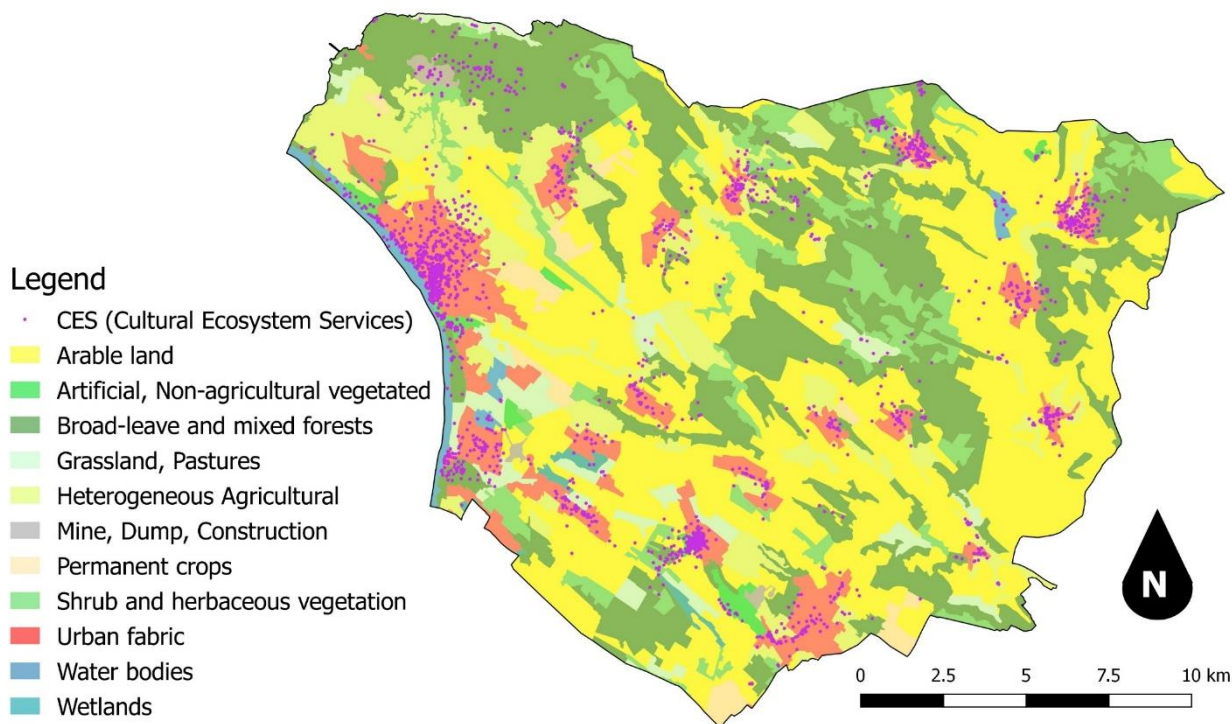 Legend
CES (Cultural Ecosystem Services)
Arable land
Artificial, Non-agricultural vegetated
Broad-leave and mixed forests
Grassland, Pastures
Heterogeneous Agricultural
Mine, Dump, Construction
Permanent crops
Shrub and herbaceous vegetation
Urban fabric
Water bodies
Wetlands
N
0 2.5 5 7.5 10 km